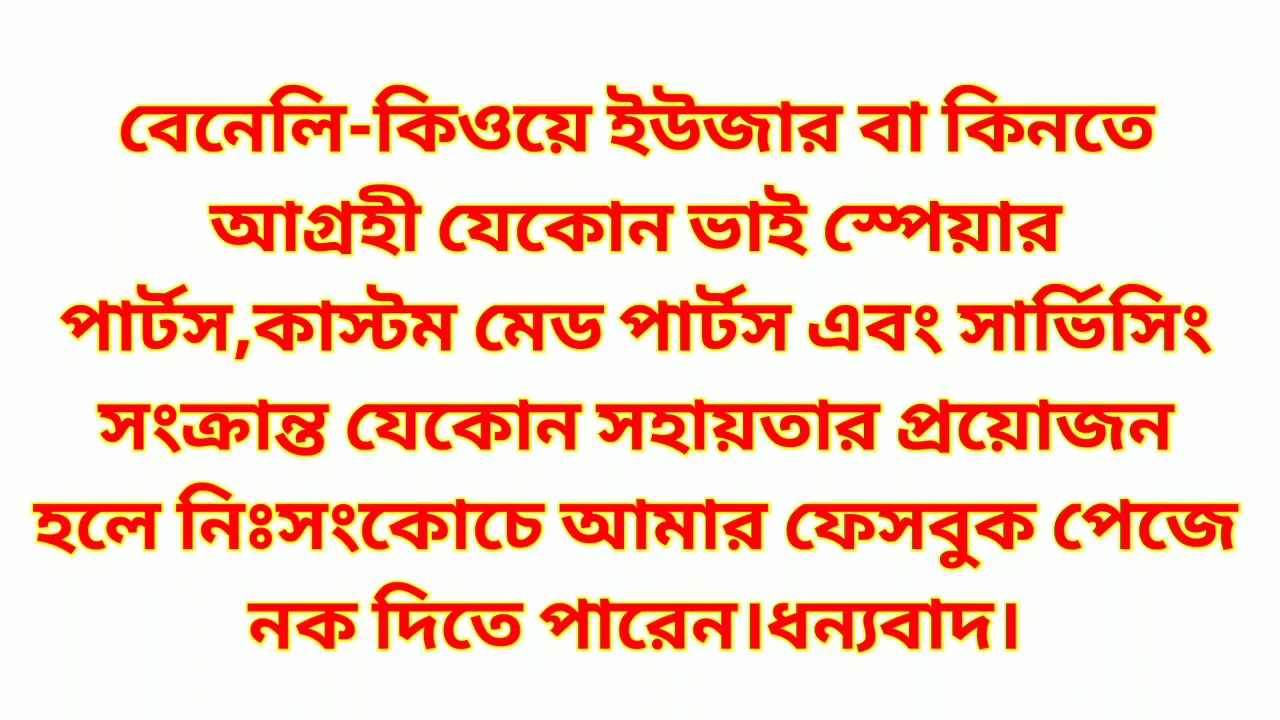 বেনেলি-কিওয়ে ইউজার বা কিনতে
আগ্রহী যেকোন ভাই স্পেয়ার
পার্টস,কাস্টম মেড পার্টস এবং সার্ভিসিং
সংক্রান্ত যেকোন সহায়তার প্রয়োজন
হলে নিঃসংকোচে আমার ফেসবুক পেজে
নক দিতে পারেন।ধন্যবাদ।